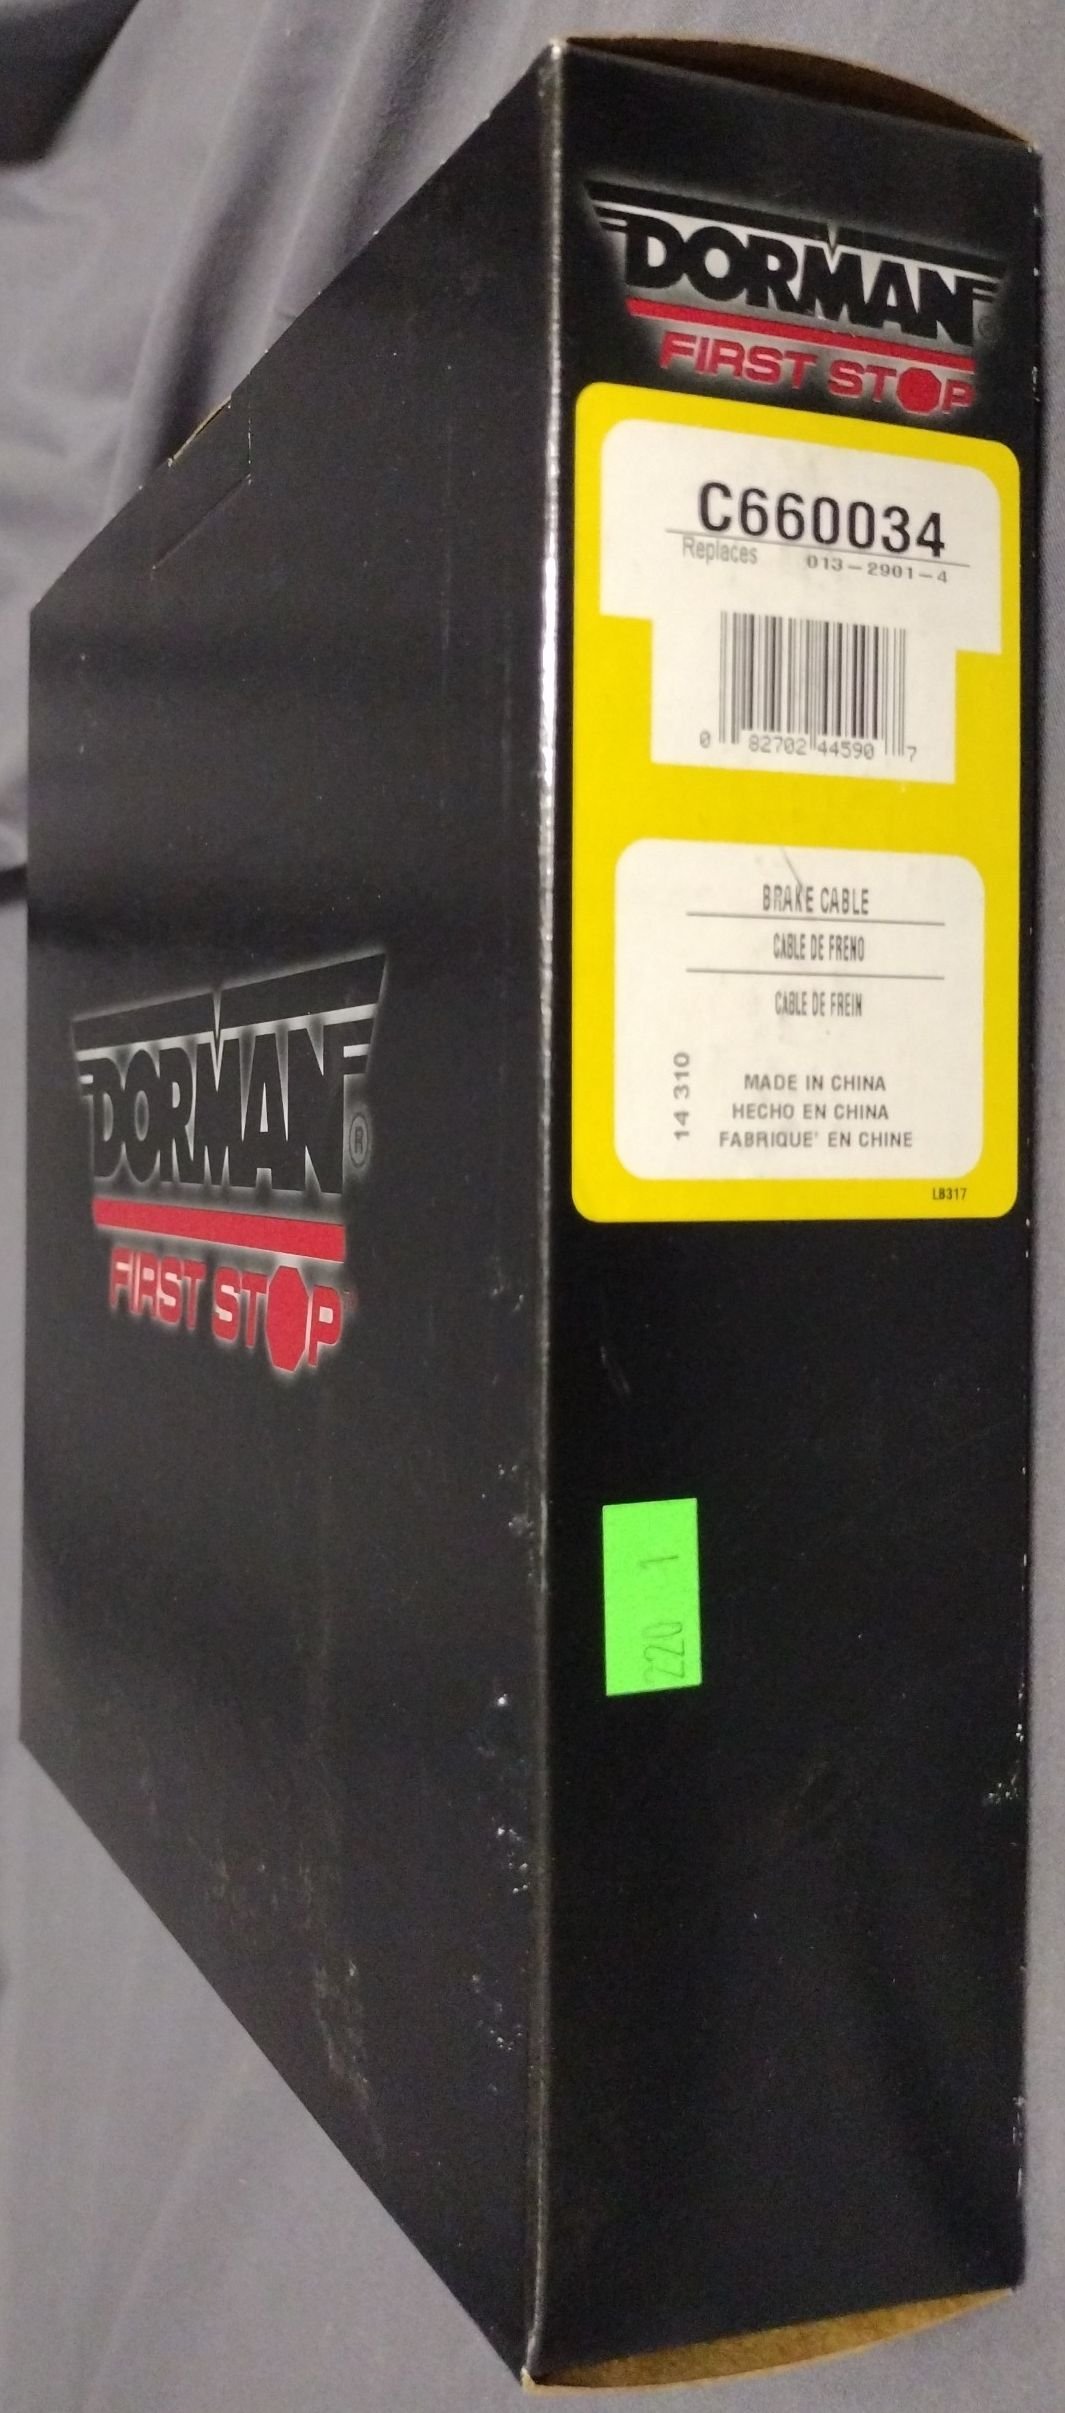 DORMAN®
FIRST STOP
C660034
Replaces 013-2901-4
0 82702 44590 7
BRAKE CABLE
CABLE DE FRENO
CABLE DE FREIN
14 310
MADE IN CHINA
HECHO EN CHINA
FABRIQUE' EN CHINE
LB317
220 1
DORMAN®
FIRST STOP™